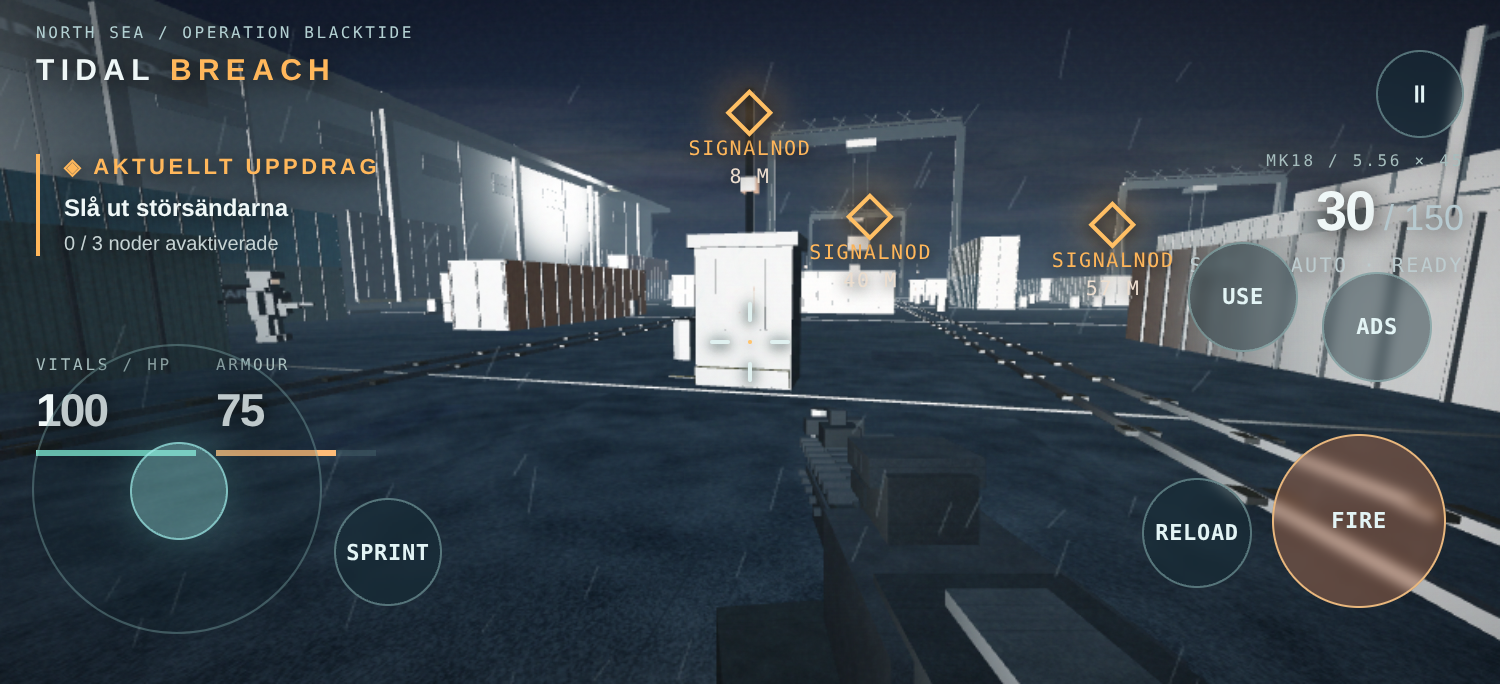 NORTH SEA / OPERATION BLACKTIDE
TIDAL BREACH
◈ AKTUELLT UPPDRAG
Slå ut störsändarna
0 / 3 noder avaktiverade
SIGNALNOD
8 M
SIGNALNOD
SIGNALNOD
M
II
MK18 / 5.56 ×
30 / 150
AUTO · READY
USE
ADS
VITALS / HP
100
ARMOUR
75
SPRINT
RELOAD
FIRE